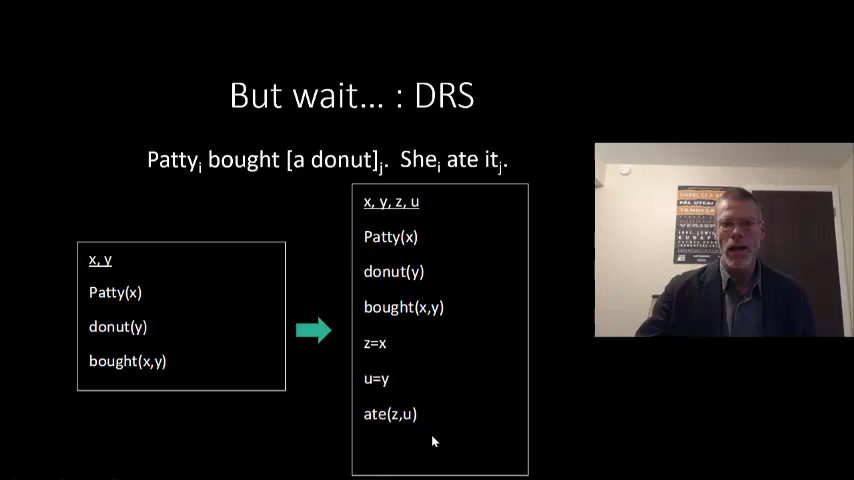 But wait... : DRS
Pattyᵢ bought [a donut]ⱼ. Sheᵢ ate itⱼ.
x, y
Patty(x)
donut(y)
bought(x,y)
x, y, z, u
Patty(x)
donut(y)
bought(x,y)
z=x
u=y
ate(z,u)